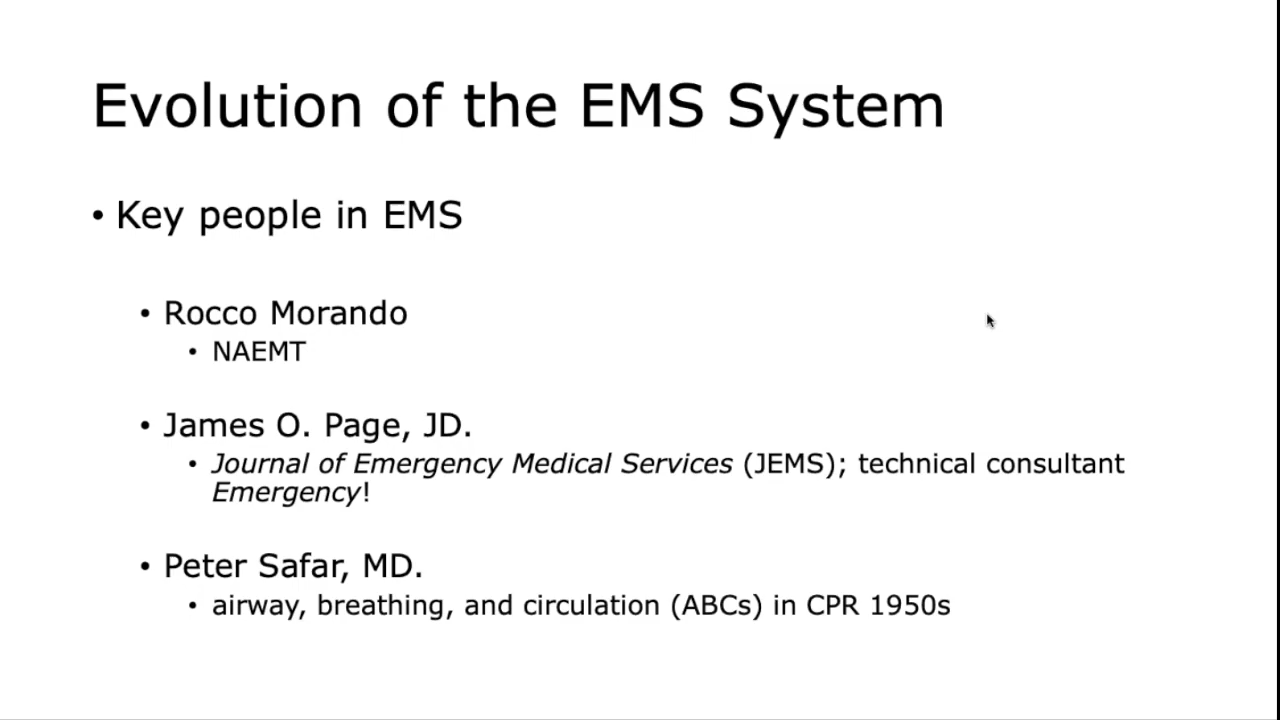 Evolution of the EMS System
• Key people in EMS
• Rocco Morando
• NAEMT
• James O. Page, JD.
• Journal of Emergency Medical Services (JEMS); technical consultant
Emergency!
• Peter Safar, MD.
• airway, breathing, and circulation (ABCs) in CPR 1950s